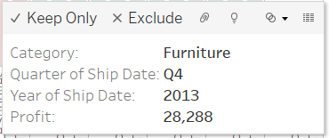 Keep Only Exclude
Category: Furniture
Quarter of Ship Date: Q4
Year of Ship Date: 2013
Profit: 28,288